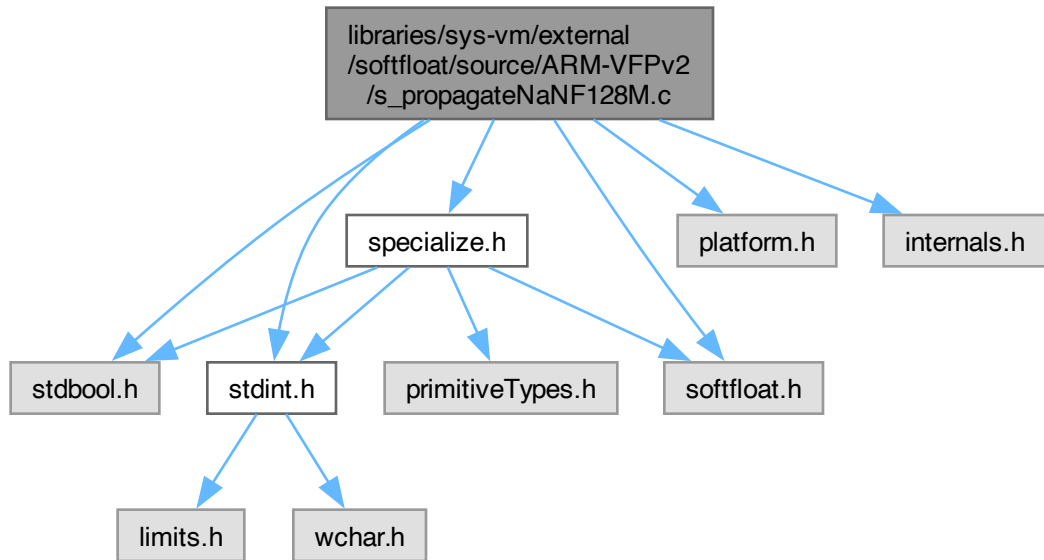 libraries/sys-vm/external
/softfloat/source/ARM-VFPv2
/s_propagateNaNF128M.c
specialize.h
platform.h
internals.h
stdbool.h
stdint.h
primitiveTypes.h
softfloat.h
limits.h
wchar.h